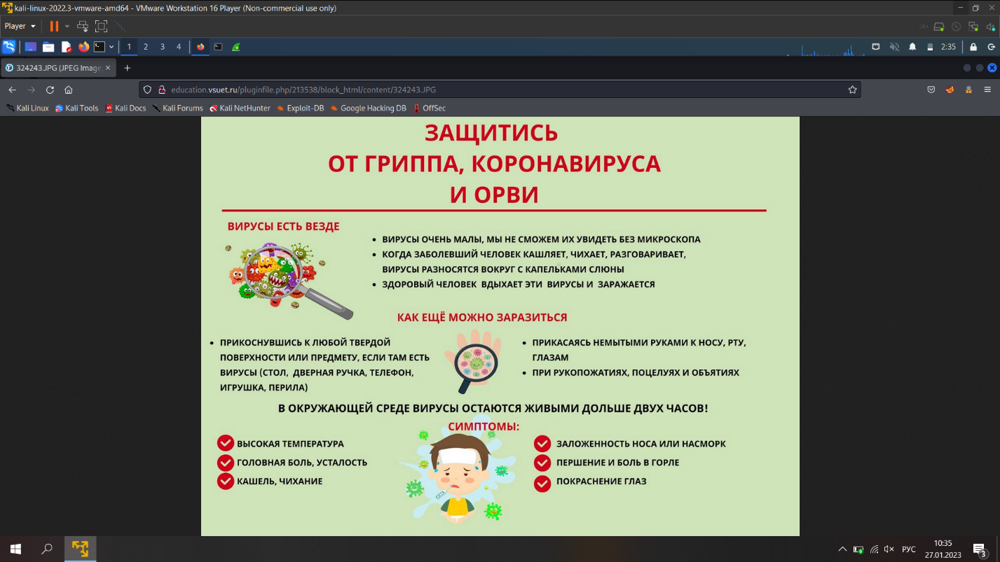 kali-linux-2022.3-vmware-amd64 - VMware Workstation 16 Player (Non-commercial use only)
Player
1 2 3 4
2:35
324243.JPG (JPEG Image
education.vsuet.ru/pluginfile.php/213538/block_html/content/324243.JPG
Kali Linux Kali Tools Kali Docs Kali Forums Kali NetHunter Exploit-DB Google Hacking DB OffSec
ЗАЩИТИСЬ
ОТ ГРИППА, КОРОНАВИРУСА
И ОРВИ
ВИРУСЫ ЕСТЬ ВЕЗДЕ
• ВИРУСЫ ОЧЕНЬ МАЛЫ, МЫ НЕ СМОЖЕМ ИХ УВИДЕТЬ БЕЗ МИКРОСКОПА
• КОГДА ЗАБОЛЕВШИЙ ЧЕЛОВЕК КАШЛЯЕТ, ЧИХАЕТ, РАЗГОВАРИВАЕТ,
ВИРУСЫ РАЗНОСЯТСЯ ВОКРУГ С КАПЕЛЬКАМИ СЛЮНЫ
• ЗДОРОВЫЙ ЧЕЛОВЕК ВДЫХАЕТ ЭТИ ВИРУСЫ И ЗАРАЖАЕТСЯ
КАК ЕЩЁ МОЖНО ЗАРАЗИТЬСЯ
• ПРИКОСНУВШИСЬ К ЛЮБОЙ ТВЕРДОЙ
ПОВЕРХНОСТИ ИЛИ ПРЕДМЕТУ, ЕСЛИ ТАМ ЕСТЬ
ВИРУСЫ (СТОЛ, ДВЕРНАЯ РУЧКА, ТЕЛЕФОН,
ИГРУШКА, ПЕРИЛА)
• ПРИКАСАЯСЬ НЕМЫТЫМИ РУКАМИ К НОСУ, РТУ,
ГЛАЗАМ
• ПРИ РУКОПОЖАТИЯХ, ПОЦЕЛУЯХ И ОБЪЯТИЯХ
В ОКРУЖАЮЩЕЙ СРЕДЕ ВИРУСЫ ОСТАЮТСЯ ЖИВЫМИ ДОЛЬШЕ ДВУХ ЧАСОВ!
СИМПТОМЫ:
ВЫСОКАЯ ТЕМПЕРАТУРА
ГОЛОВНАЯ БОЛЬ, УСТАЛОСТЬ
КАШЕЛЬ, ЧИХАНИЕ
ЗАЛОЖЕННОСТЬ НОСА ИЛИ НАСМОРК
ПЕРШЕНИЕ И БОЛЬ В ГОРЛЕ
ПОКРАСНЕНИЕ ГЛАЗ
РУС
10:35
27.01.2023
3